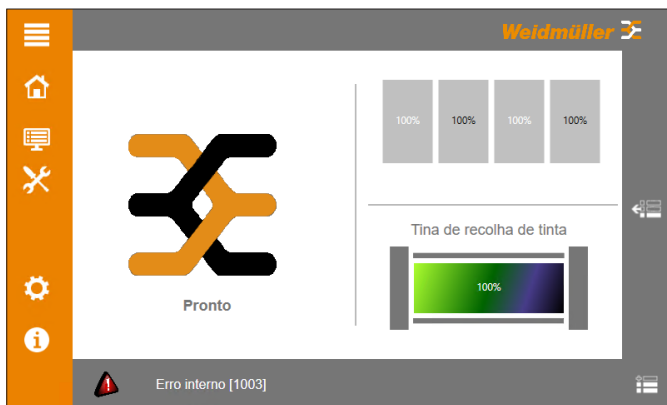 Weidmüller
100% 100% 100% 100%
Tina de recolha de tinta
100%
Pronto
Erro interno [1003]